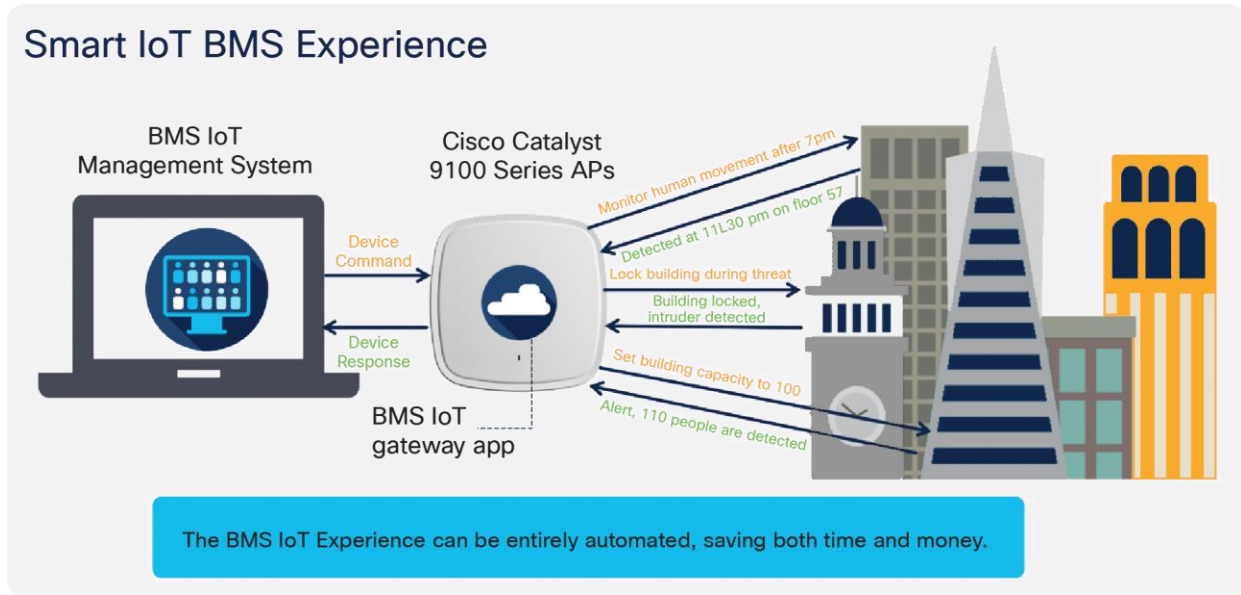 Smart IoT BMS Experience
BMS IoT
Management System
Cisco Catalyst
9100 Series APs
Device
Command
Device
Response
BMS IoT
gateway app
Monitor human movement after 7pm
Detected at 11L30 pm on floor 57
Lock building during threat
Building locked,
intruder detected
Set building capacity to 100
Alert, 110 people are detected
The BMS IoT Experience can be entirely automated, saving both time and money.